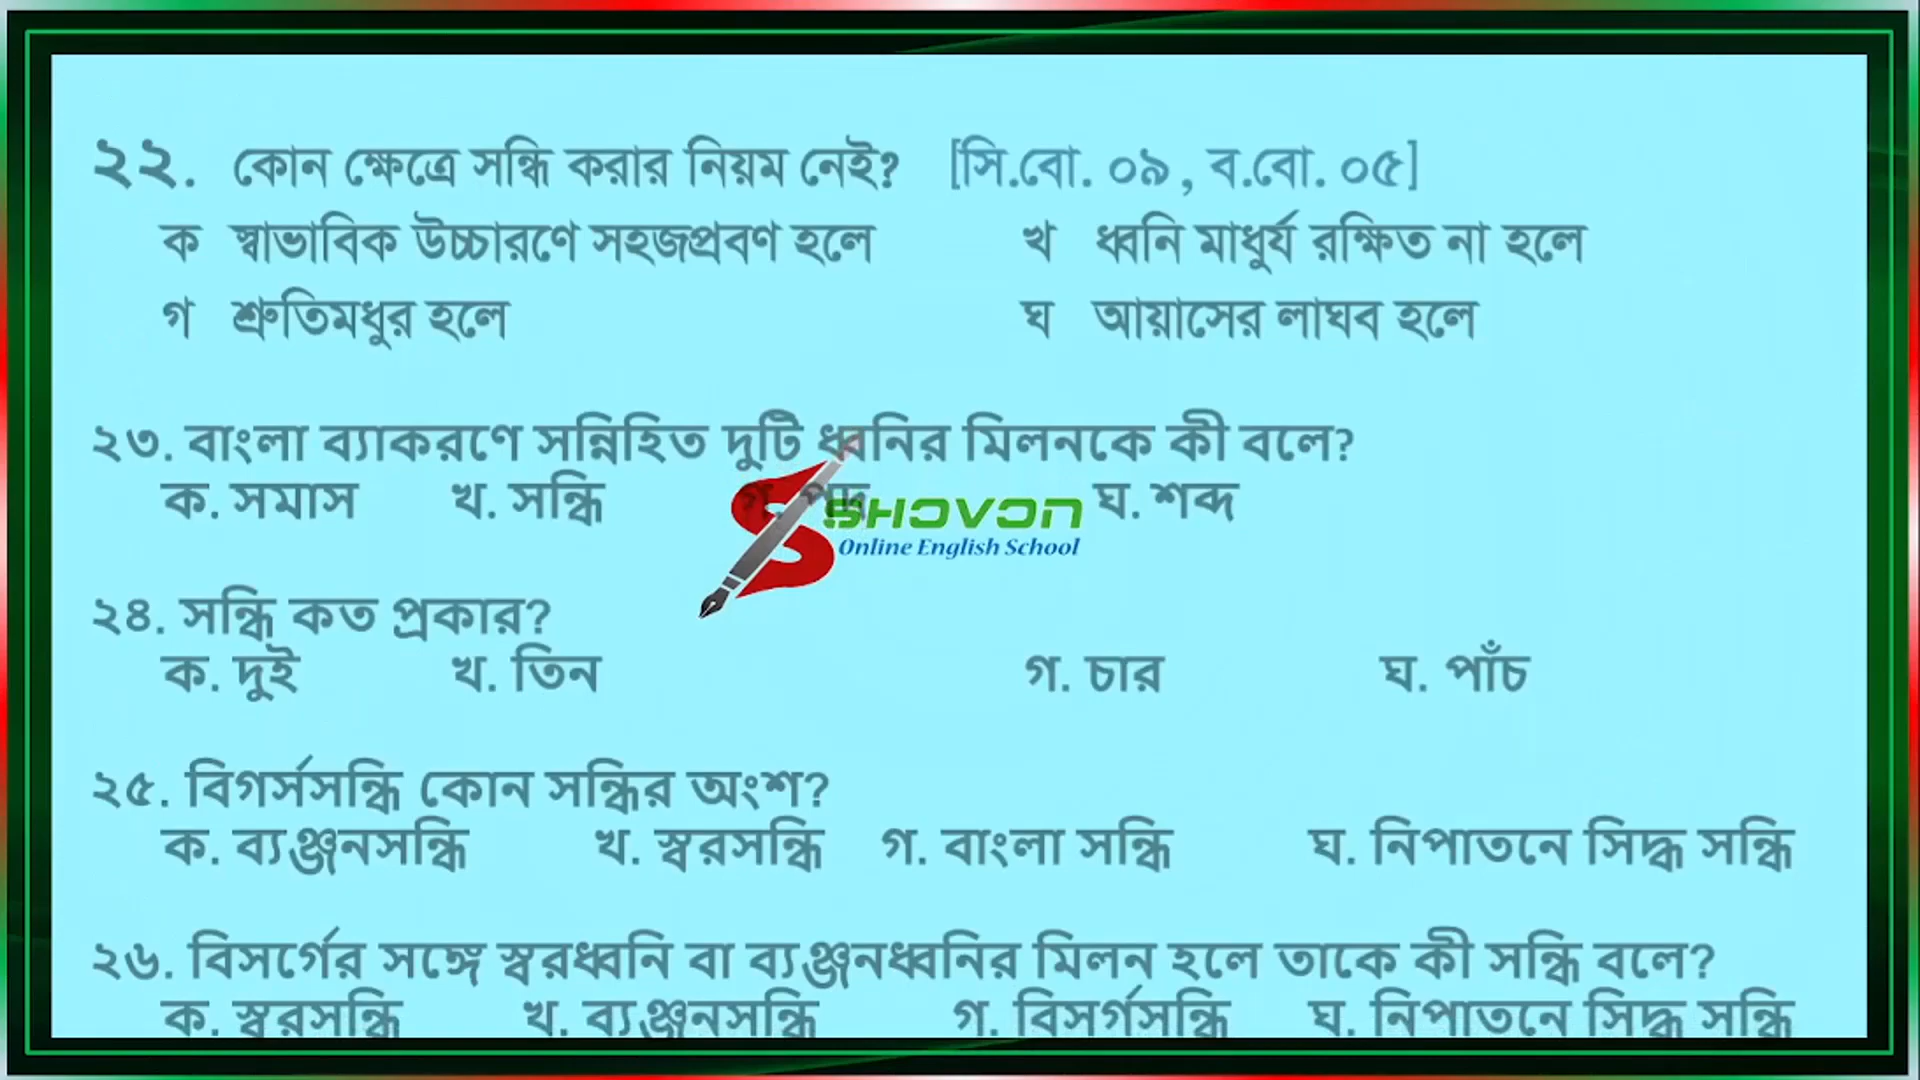 ২২. কোন ক্ষেত্রে সন্ধি করার নিয়ম নেই? [সি.বো. ০৯, ব.বো. ০৫]
ক স্বাভাবিক উচ্চারণে সহজপ্রবণ হলে খ ধ্বনি মাধুর্য রক্ষিত না হলে
গ শ্রুতিমধুর হলে ঘ আয়াসের লাঘব হলে
২৩. বাংলা ব্যাকরণে সন্নিহিত দুটি ধ্বনির মিলনকে কী বলে?
ক. সমাস খ. সন্ধি গ. পদ ঘ. শব্দ
SHOVON
Online English School
২৪. সন্ধি কত প্রকার?
ক. দুই খ. তিন গ. চার ঘ. পাঁচ
২৫. বিগর্সসন্ধি কোন সন্ধির অংশ?
ক. ব্যঞ্জনসন্ধি খ. স্বরসন্ধি গ. বাংলা সন্ধি ঘ. নিপাতনে সিদ্ধ সন্ধি
২৬. বিসর্গের সঙ্গে স্বরধ্বনি বা ব্যঞ্জনধ্বনির মিলন হলে তাকে কী সন্ধি বলে?
ক. স্বরসন্ধি খ. ব্যঞ্জনসন্ধি গ. বিসর্গসন্ধি ঘ. নিপাতনে সিদ্ধ সন্ধি